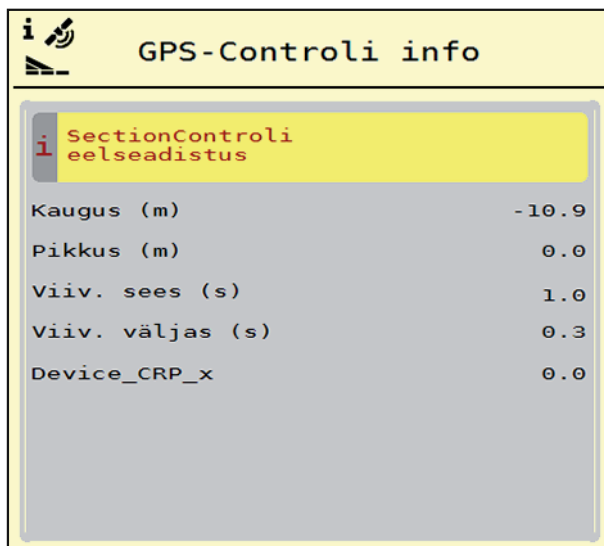 i
GPS-Controli info
i
SectionControli
eelseadistus
Kaugus (m) -10.9
Pikkus (m) 0.0
Viiv. sees (s) 1.0
Viiv. väljas (s) 0.3
Device_CRP_x 0.0